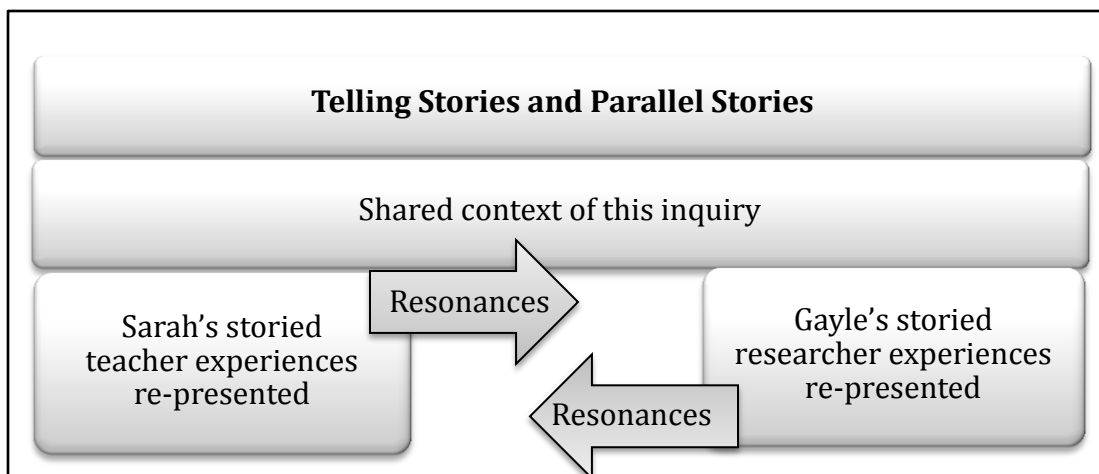 Telling Stories and Parallel Stories
Shared context of this inquiry
Resonances
Sarah’s storied
teacher experiences
re-presented
Gayle’s storied
researcher experiences
re-presented
Resonances